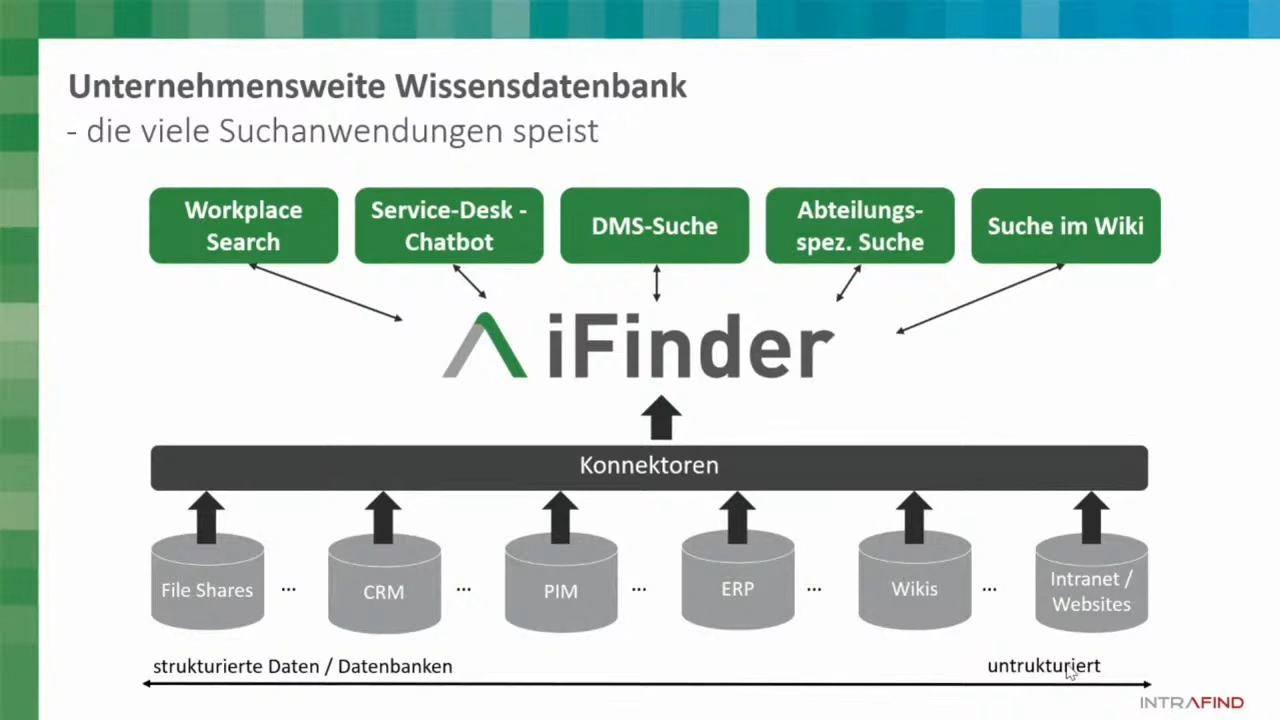 Unternehmensweite Wissensdatenbank
- die viele Suchanwendungen speist
Workplace
Search
Service-Desk -
Chatbot
DMS-Suche
Abteilungs-
spez. Suche
Suche im Wiki
iFinder
Konnektoren
File Shares
...
CRM
...
PIM
...
ERP
...
Wikis
...
Intranet /
Websites
strukturierte Daten / Datenbanken
untrukturiert
INTRAFIND